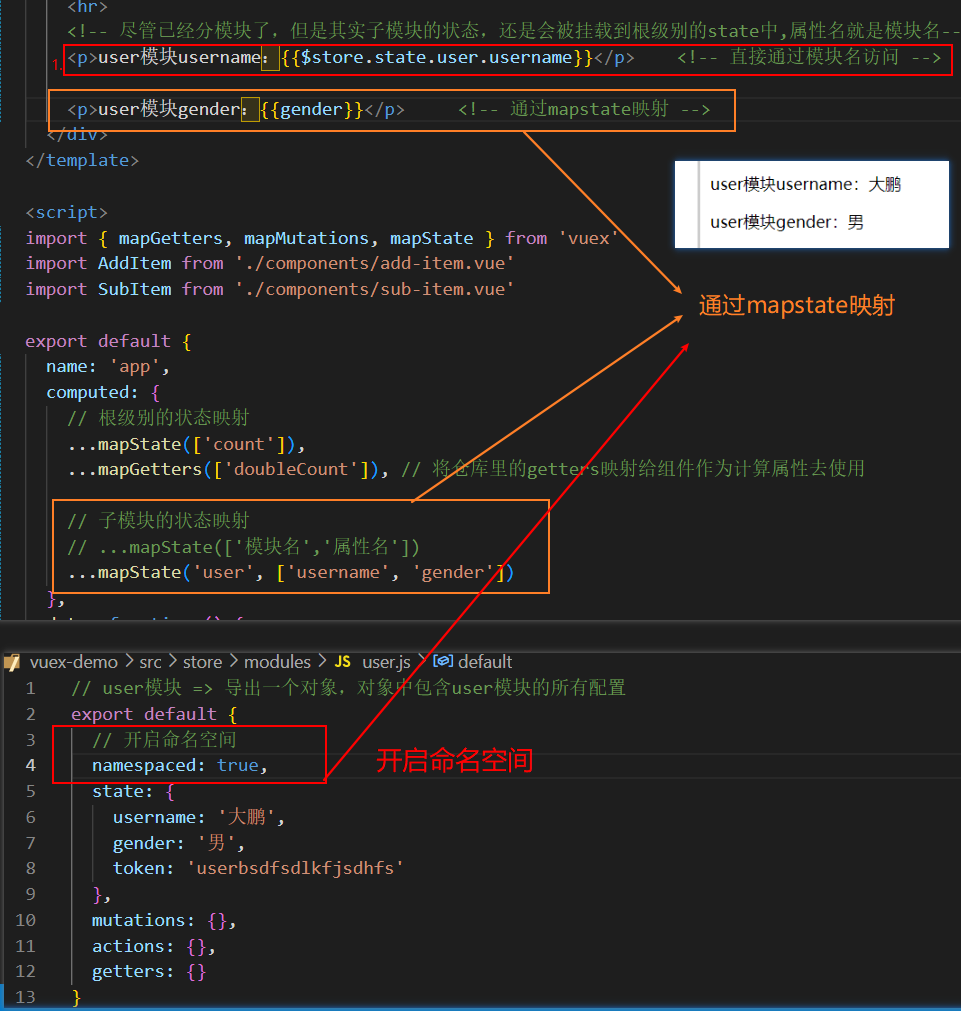 <hr>
<!-- 尽管已经分模块了，但是其实子模块的状态，还是会被挂载到根级别的state中,属性名就是模块名--
1.
<p>user模块username：{{$store.state.user.username}}</p> <!-- 直接通过模块名访问 -->
<p>user模块gender：{{gender}}</p> <!-- 通过mapstate映射 -->
</div>
</template>
user模块username：大鹏
user模块gender：男
<script>
import { mapGetters, mapMutations, mapState } from 'vuex'
import AddItem from './components/add-item.vue'
import SubItem from './components/sub-item.vue'
通过mapstate映射
export default {
name: 'app',
computed: {
// 根级别的状态映射
...mapState(['count']),
...mapGetters(['doubleCount']), // 将仓库里的getters映射给组件作为计算属性去使用
// 子模块的状态映射
// ...mapState(['模块名','属性名'])
...mapState('user', ['username', 'gender'])
},
vuex-demo > src > store > modules > JS user.js > default
1 // user模块 => 导出一个对象，对象中包含user模块的所有配置
2 export default {
3 // 开启命名空间
4 namespaced: true,
开启命名空间
5 state: {
6 username: '大鹏',
7 gender: '男',
8 token: 'userbsdfsdlkfjsdhfs'
9 },
10 mutations: {},
11 actions: {},
12 getters: {}
13 }